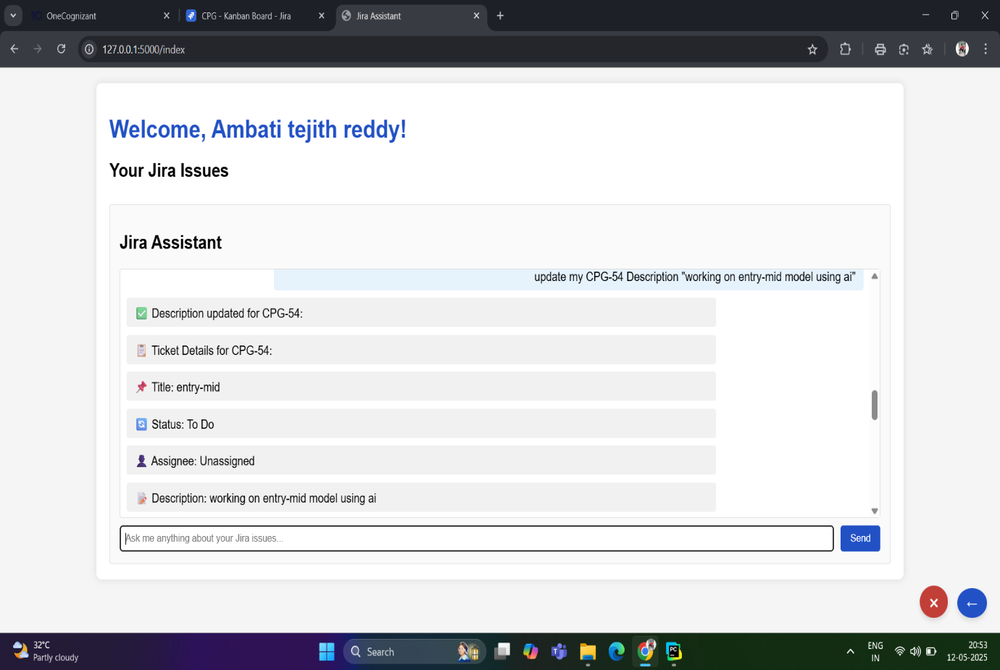 OneCognizant
CPG - Kanban Board - Jira
Jira Assistant
127.0.0.1:5000/index
Welcome, Ambati tejith reddy!
Your Jira Issues
Jira Assistant
update my CPG-54 Description "working on entry-mid model using ai"
Description updated for CPG-54:
Ticket Details for CPG-54:
Title: entry-mid
Status: To Do
Assignee: Unassigned
Description: working on entry-mid model using ai
Ask me anything about your Jira issues...
Send
32°C
Partly cloudy
Search
PC
ENG
IN
20:53
12-05-2025